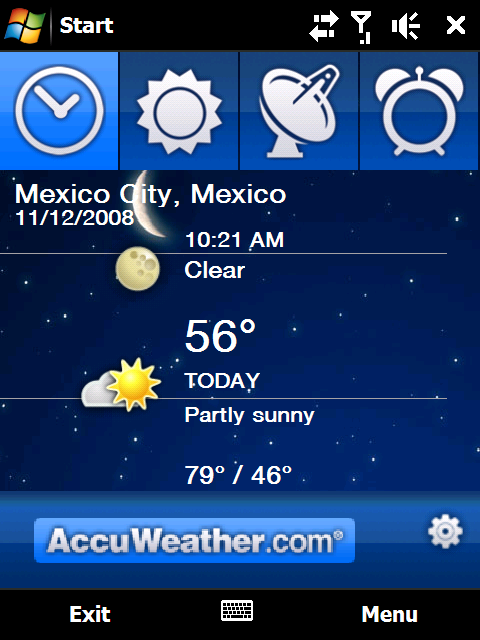 Start
Mexico City, Mexico
11/12/2008
10:21 AM
Clear
56°
TODAY
Partly sunny
79° / 46°
AccuWeather.com®
Exit
Menu